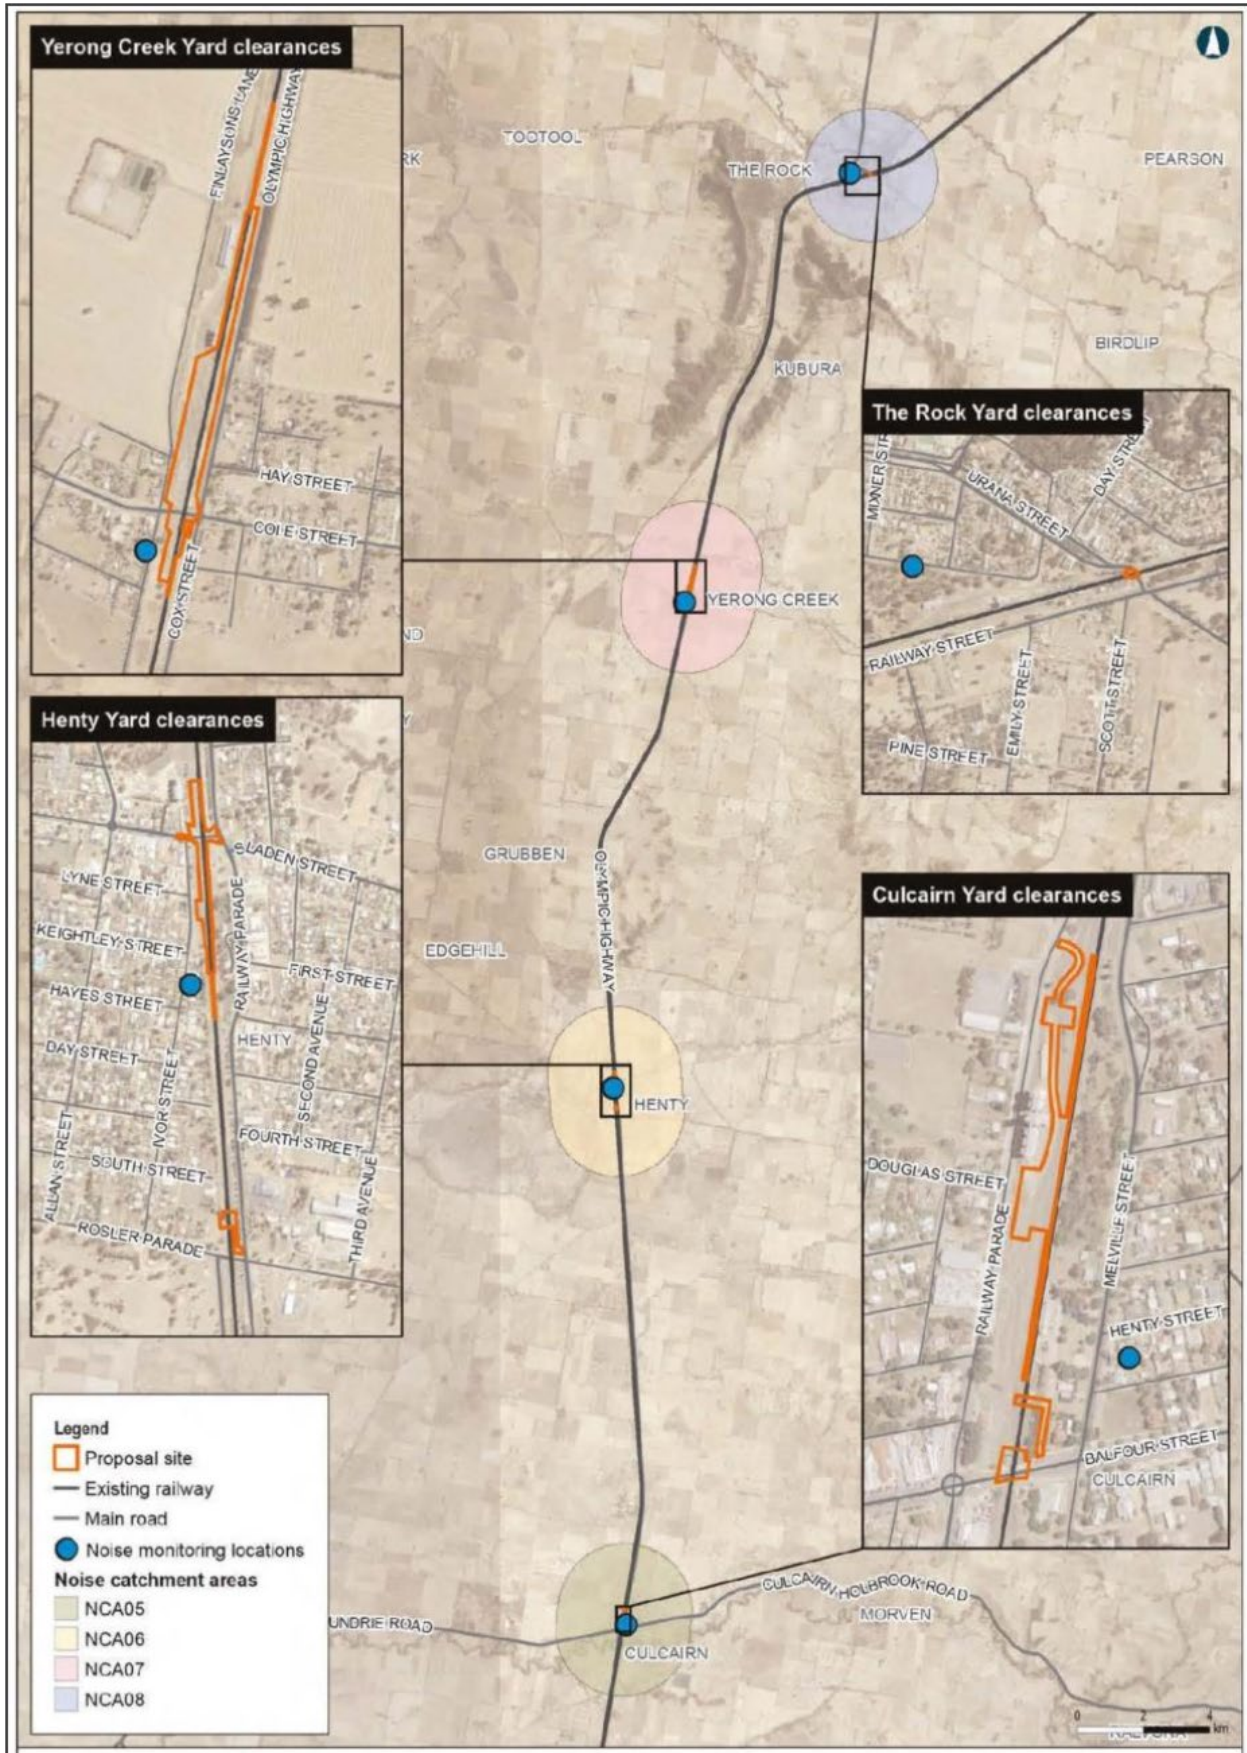 Yerong Creek Yard clearances
FINLAYSONS LANE
OLYMPIC HIGHWAY
HAY STREET
COLE STREET
COX STREET
TOOTOOL
RK
THE ROCK
PEARSON
BIRDLIP
KUBURA
The Rock Yard clearances
URANA STREET
DAY STREET
RAILWAY STREET
EMILY STREET
SCOTT STREET
PINE STREET
YERONG CREEK
ND
Y
Henty Yard clearances
SLADEN STREET
LYNE STREET
KEIGHTLEY STREET
RAILWAY PARADE
FIRST STREET
HAYES STREET
HENTY
SECOND AVENUE
DAY STREET
IVOR STREET
FOURTH STREET
SOUTH STREET
ALLAN STREET
THIRD AVENUE
ROSLER PARADE
GRUBBEN
OLYMPIC HIGHWAY
EDGEHILL
HENTY
Culcairn Yard clearances
DOUGLAS STREET
RAILWAY PARADE
MELVILLE STREET
HENTY STREET
BALFOUR STREET
CULCAIRN
Legend
Proposal site
Existing railway
Main road
Noise monitoring locations
Noise catchment areas
NCA05
NCA06
NCA07
NCA08
UNDRIE ROAD
CULCAIRN-HOLBROOK ROAD
MORVEN
CULCAIRN
0 2 4
km